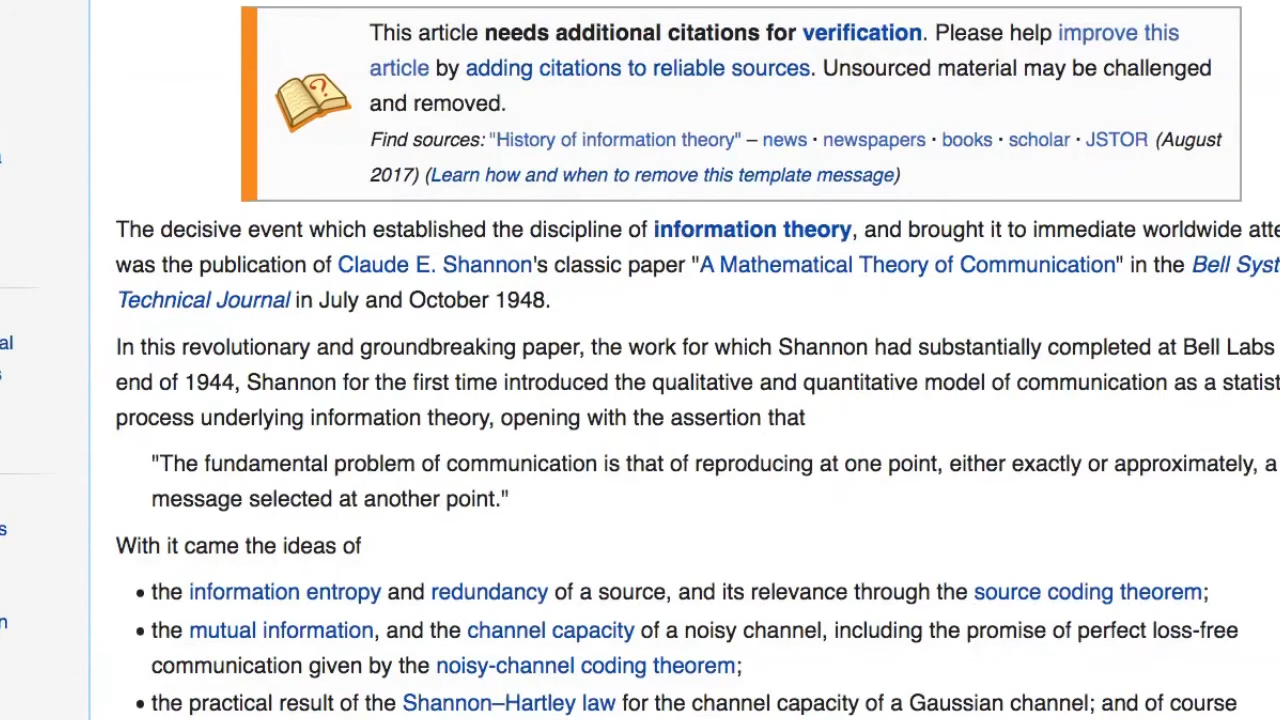 This article needs additional citations for verification. Please help improve this
article by adding citations to reliable sources. Unsourced material may be challenged
and removed.
Find sources: "History of information theory" – news · newspapers · books · scholar · JSTOR (August
2017) (Learn how and when to remove this template message)
The decisive event which established the discipline of information theory, and brought it to immediate worldwide atte
was the publication of Claude E. Shannon's classic paper "A Mathematical Theory of Communication" in the Bell Syst
al
Technical Journal in July and October 1948.
In this revolutionary and groundbreaking paper, the work for which Shannon had substantially completed at Bell Labs
end of 1944, Shannon for the first time introduced the qualitative and quantitative model of communication as a statist
process underlying information theory, opening with the assertion that
"The fundamental problem of communication is that of reproducing at one point, either exactly or approximately, a
message selected at another point."
s
With it came the ideas of
• the information entropy and redundancy of a source, and its relevance through the source coding theorem;
n
• the mutual information, and the channel capacity of a noisy channel, including the promise of perfect loss-free
communication given by the noisy-channel coding theorem;
• the practical result of the Shannon–Hartley law for the channel capacity of a Gaussian channel; and of course